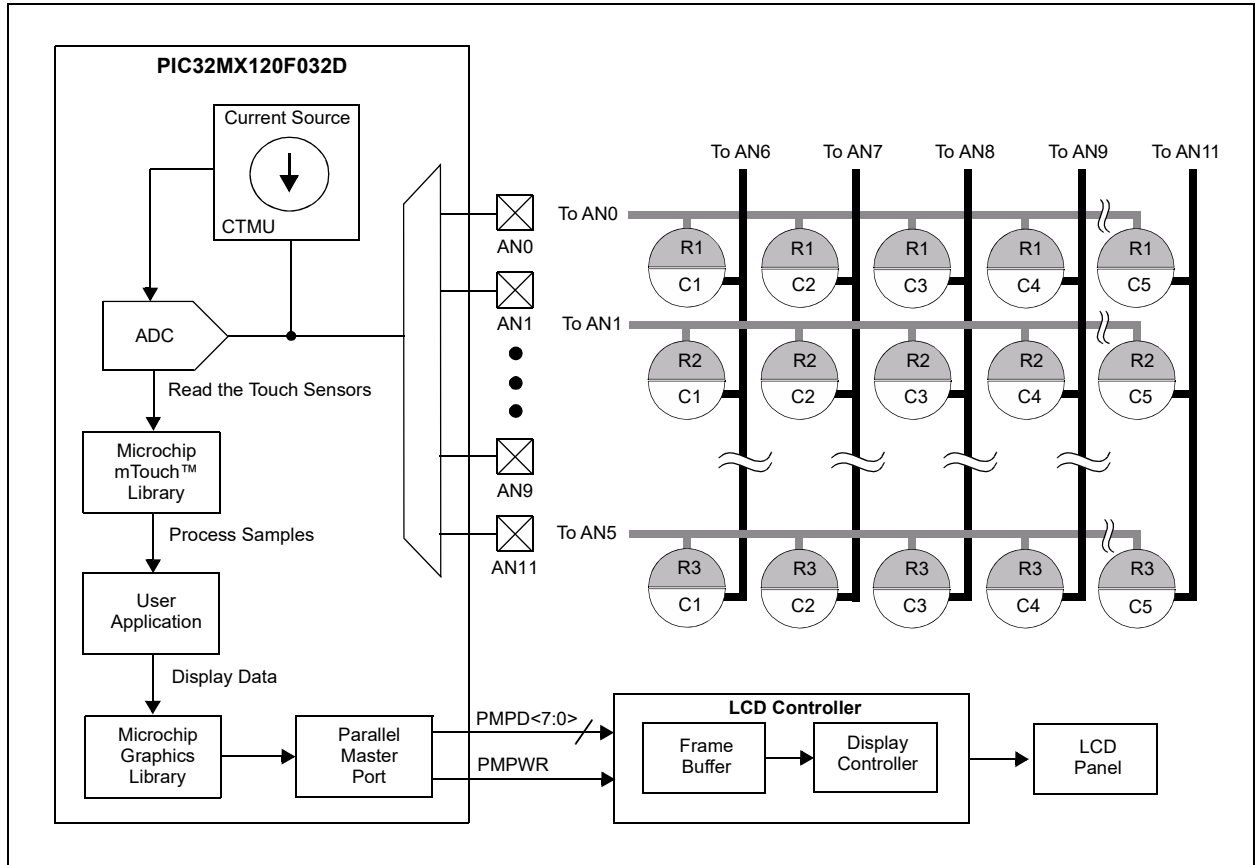 PIC32MX120F032D
Current Source
CTMU
ADC
Read the Touch Sensors
Microchip
mTouch™
Library
Process Samples
User
Application
Display Data
Microchip
Graphics
Library
Parallel
Master
Port
AN0
AN1
AN9
AN11
To AN6 To AN7 To AN8 To AN9 To AN11
To AN0
R1 R1 R1 R1 R1
C1 C2 C3 C4 C5
To AN1
R2 R2 R2 R2 R2
C1 C2 C3 C4 C5
To AN5
R3 R3 R3 R3 R3
C1 C2 C3 C4 C5
PMPD<7:0>
PMPWR
LCD Controller
Frame
Buffer
Display
Controller
LCD
Panel